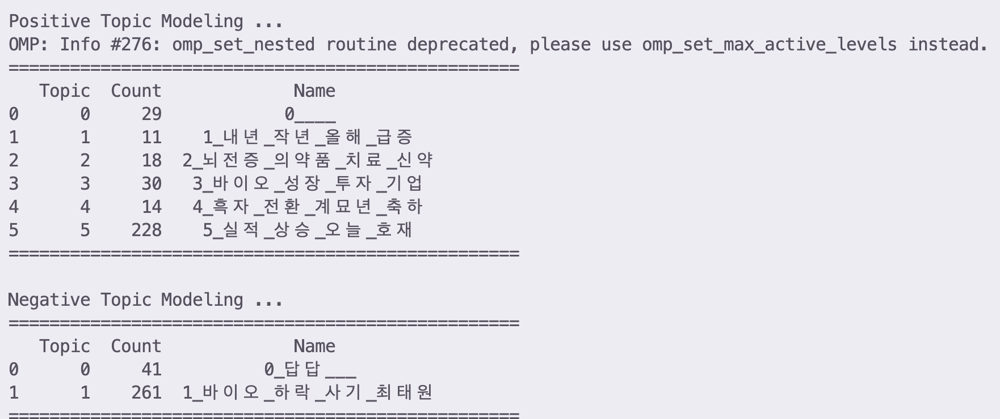 Positive Topic Modeling ...
OMP: Info #276: omp_set_nested routine deprecated, please use omp_set_max_active_levels instead.
==================================================
   Topic  Count             Name
0      0     29            0____
1      1     11    1_내년_작년_올해_급증
2      2     18  2_뇌전증_의약품_치료_신약
3      3     30   3_바이오_성장_투자_기업
4      4     14   4_흑자_전환_계묘년_축하
5      5    228    5_실적_상승_오늘_호재
==================================================

Negative Topic Modeling ...
==================================================
   Topic  Count             Name
0      0     41          0_답답___
1      1    261  1_바이오_하락_사기_최태원
==================================================